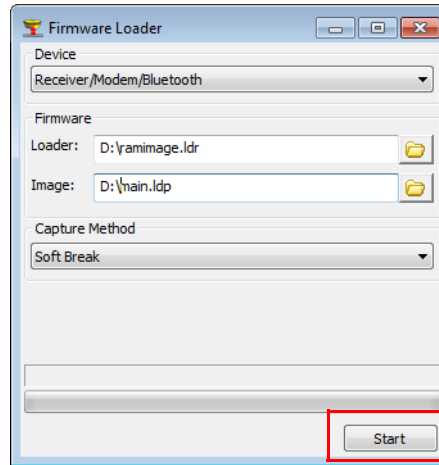 Firmware Loader
Device
Receiver/Modem/Bluetooth
Firmware
Loader: D:\ramimage.ldr
Image: D:\main.ldp
Capture Method
Soft Break
Start